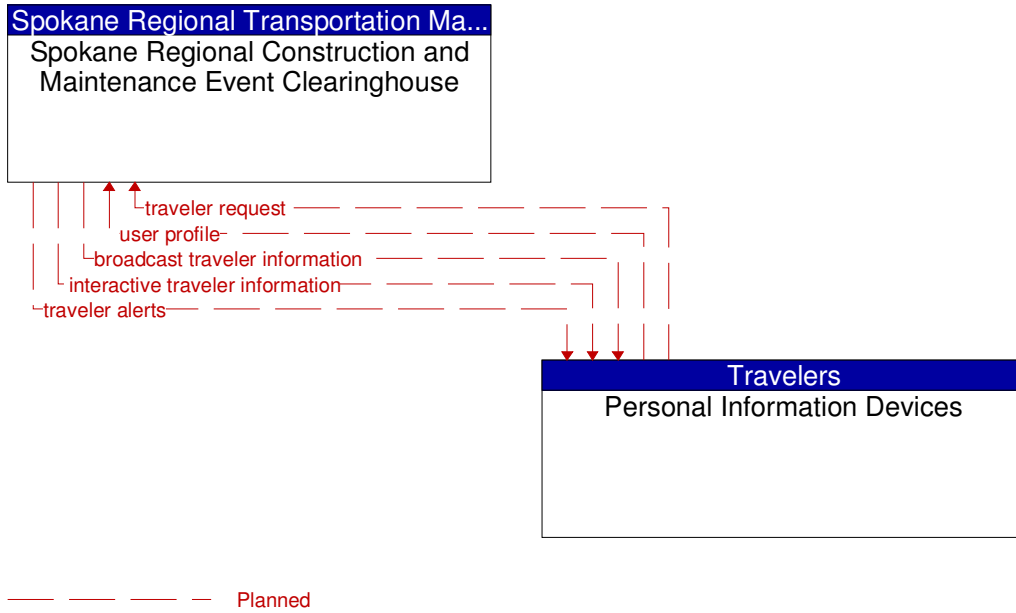 Spokane Regional Transportation Ma...
Spokane Regional Construction and
Maintenance Event Clearinghouse
traveler request
user profile
broadcast traveler information
interactive traveler information
traveler alerts
Travelers
Personal Information Devices
Planned